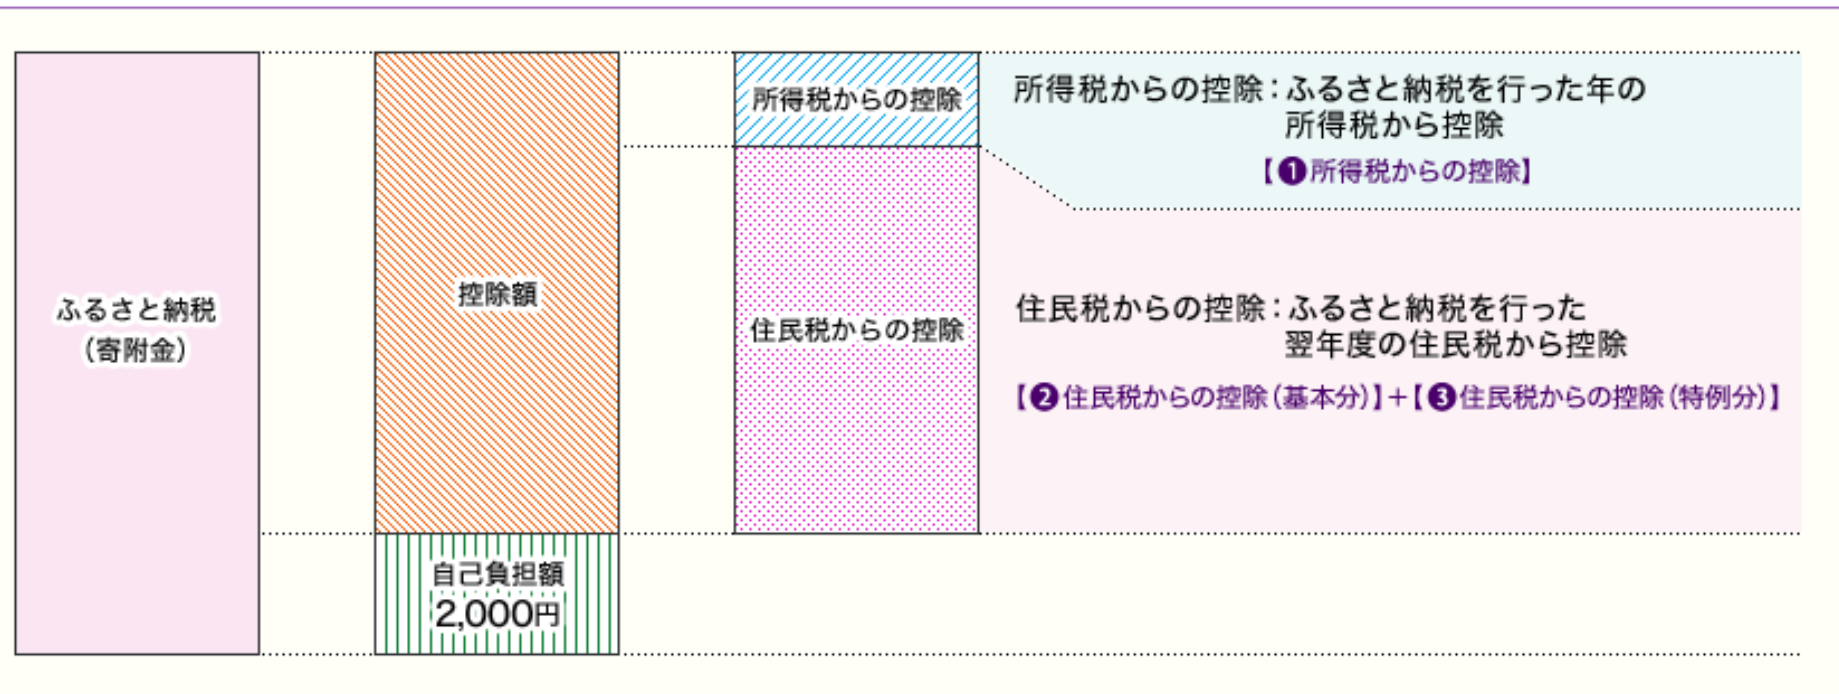 ふるさと納税
（寄附金）
控除額
自己負担額
2,000円
所得税からの控除
住民税からの控除
所得税からの控除：ふるさと納税を行った年の
所得税から控除
【❶所得税からの控除】
住民税からの控除：ふるさと納税を行った
翌年度の住民税から控除
【❷住民税からの控除（基本分）】＋【❸住民税からの控除（特例分）】